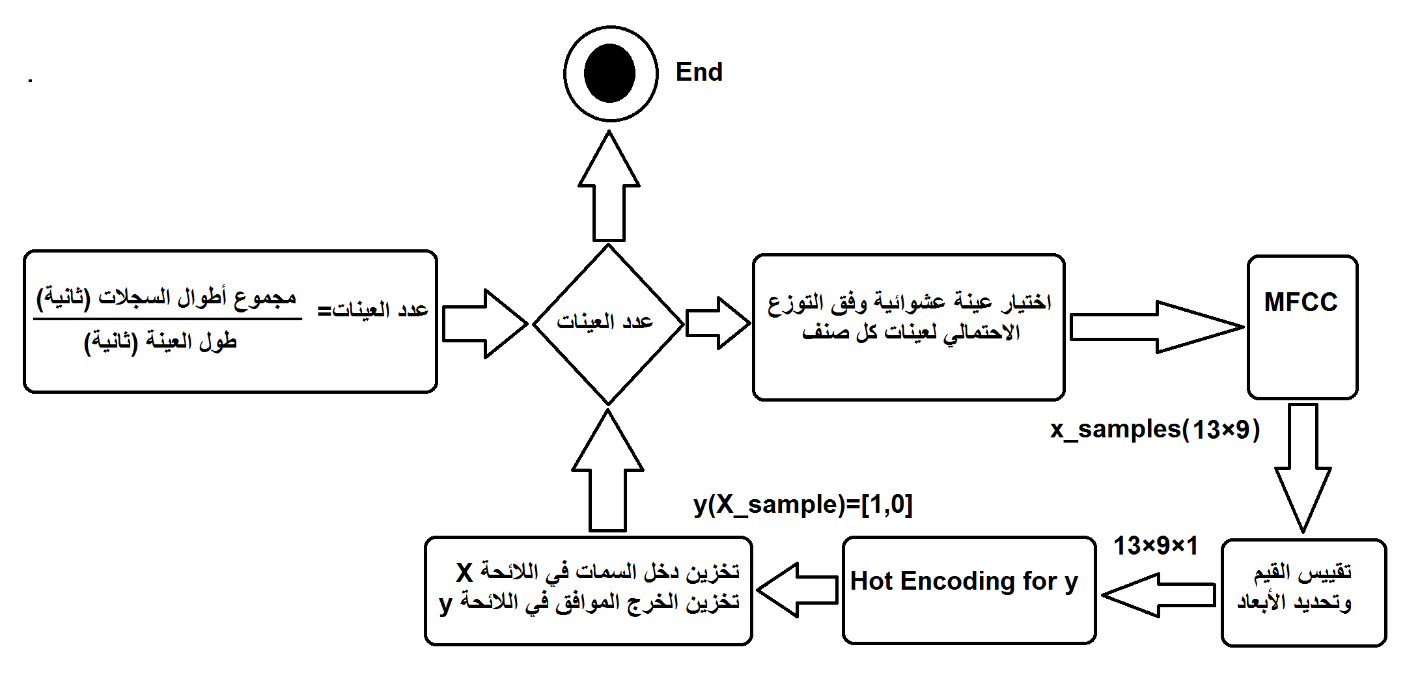 End
عدد العينات=
مجموع أطوال السجلات (ثانية)
طول العينة (ثانية)
عدد العينات
اختيار عينة عشوائية وفق التوزع
الاحتمالي لعينات كل صنف
MFCC
x_samples(13×9)
تقييس القيم
وتحديد الأبعاد
13×9×1
Hot Encoding for y
y(X_sample)=[1,0]
تخزين دخل السمات في اللائحة X
تخزين الخرج الموافق في اللائحة y